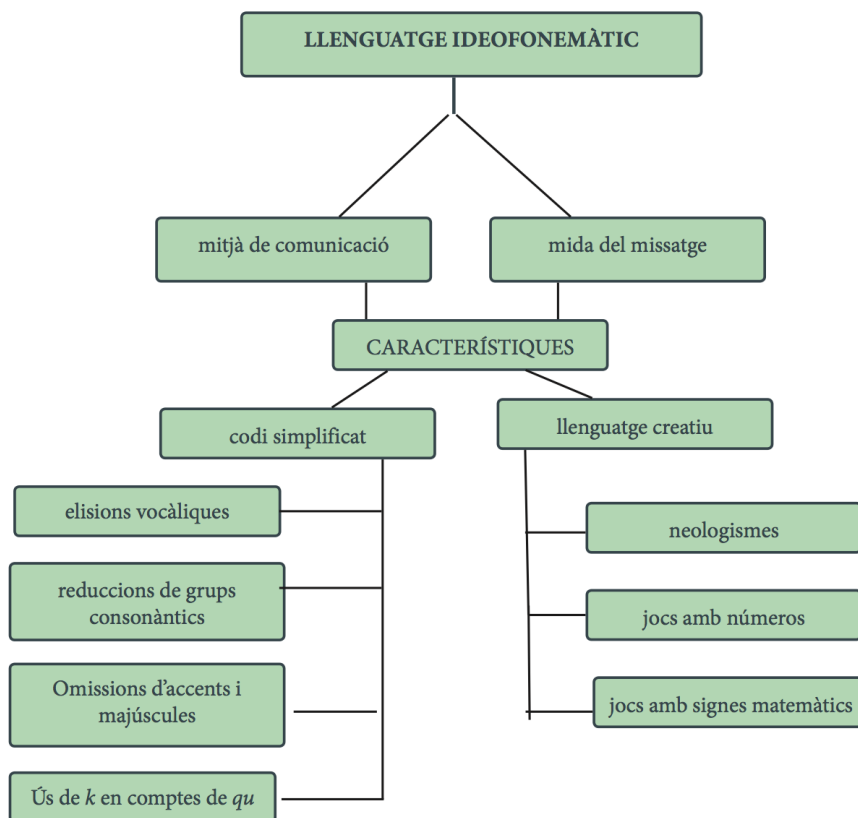 LLENGUATGE IDEOFONEMÀTIC
mitjà de comunicació
mida del missatge
CARACTERÍSTIQUES
codi simplificat
llenguatge creatiu
elisions vocàliques
reduccions de grups
consonàntics
Omissions d’accents i
majúscules
Ús de k en comptes de qu
neologismes
jocs amb números
jocs amb signes matemàtics